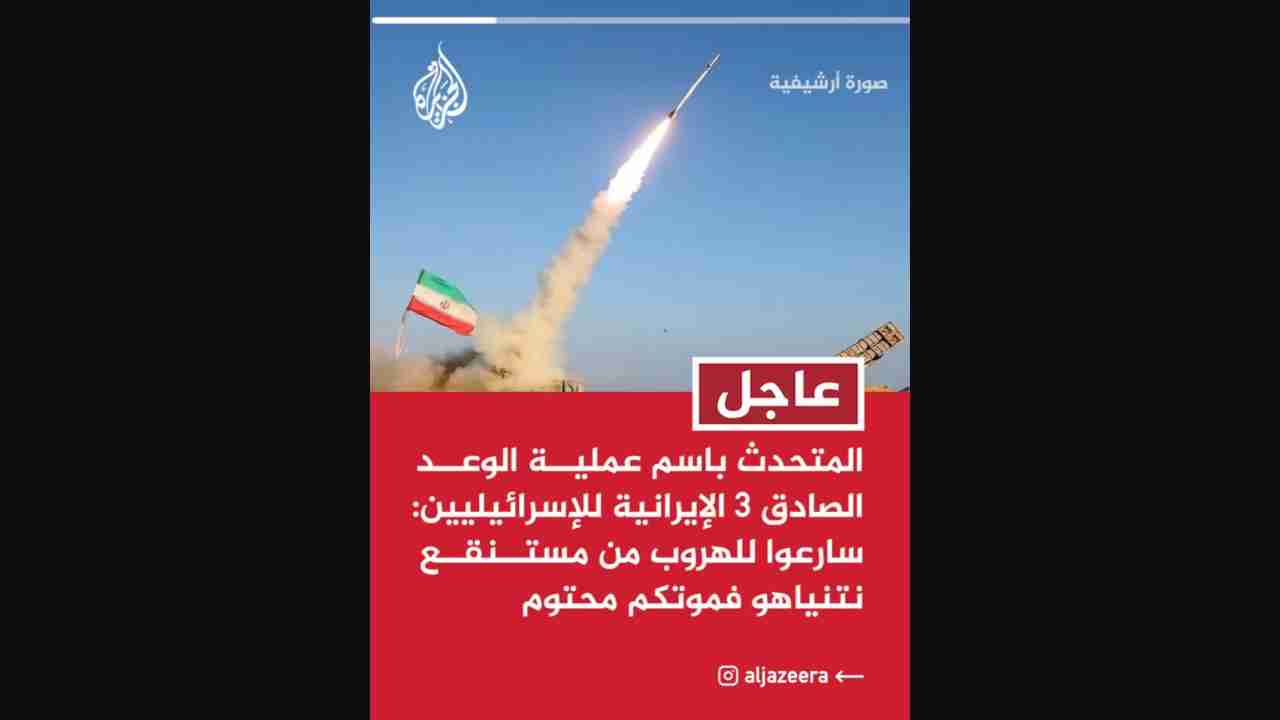 الجزيرة
صورة أرشيفية
عاجل
المتحدث باسم عملية الوعد
الصادق 3 الإيرانية للإسرائيليين:
سارعوا للهروب من مستنقع
نتنياهو فموتكم محتوم
aljazeera